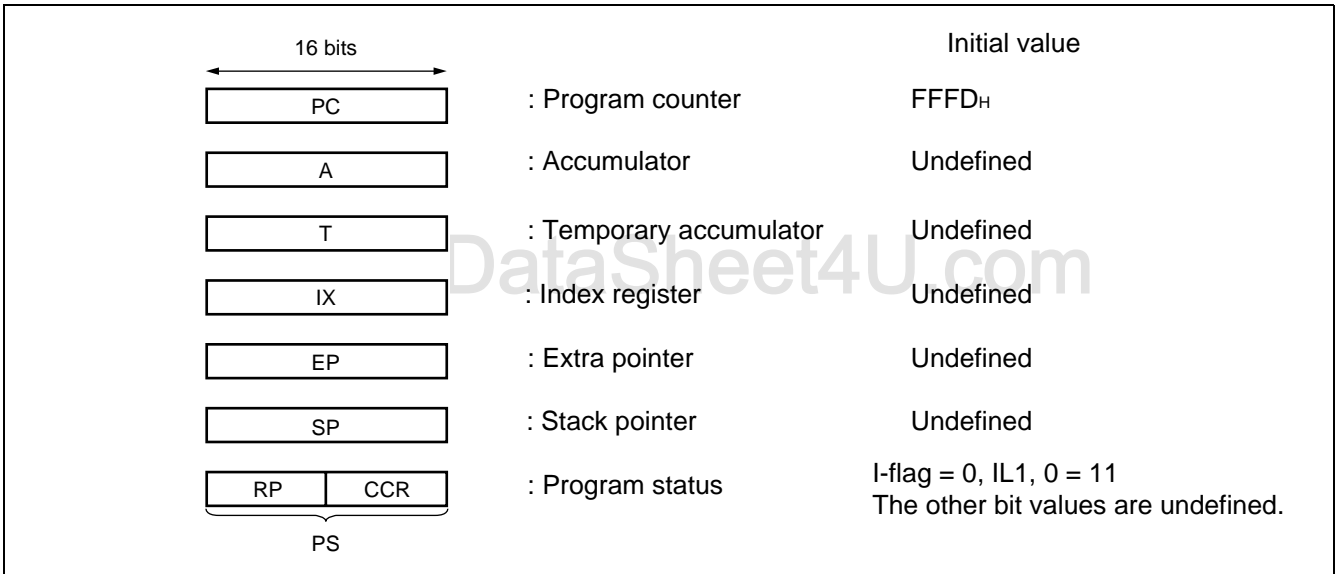 16 bits Initial value
PC : Program counter FFFDH
A : Accumulator Undefined
T : Temporary accumulator Undefined
DataSheet4U.com
IX : Index register Undefined
EP : Extra pointer Undefined
SP : Stack pointer Undefined
RP CCR : Program status I-flag = 0, IL1, 0 = 11
The other bit values are undefined.
PS